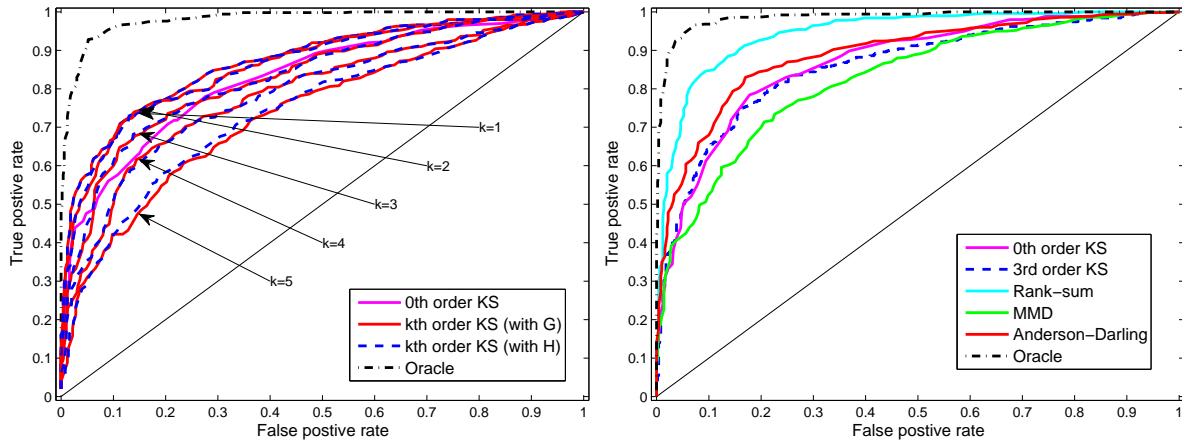 1
0.9
0.8
0.7
0.6
0.5
0.4
0.3
0.2
0.1
0
True postive rate
k=1
k=2
k=3
k=4
k=5
0th order KS
kth order KS (with G)
kth order KS (with H)
Oracle
0 0.1 0.2 0.3 0.4 0.5 0.6 0.7 0.8 0.9 1
False postive rate
1
0.9
0.8
0.7
0.6
0.5
0.4
0.3
0.2
0.1
0
True postive rate
0th order KS
3rd order KS
Rank−sum
MMD
Anderson−Darling
Oracle
0 0.1 0.2 0.3 0.4 0.5 0.6 0.7 0.8 0.9 1
False postive rate